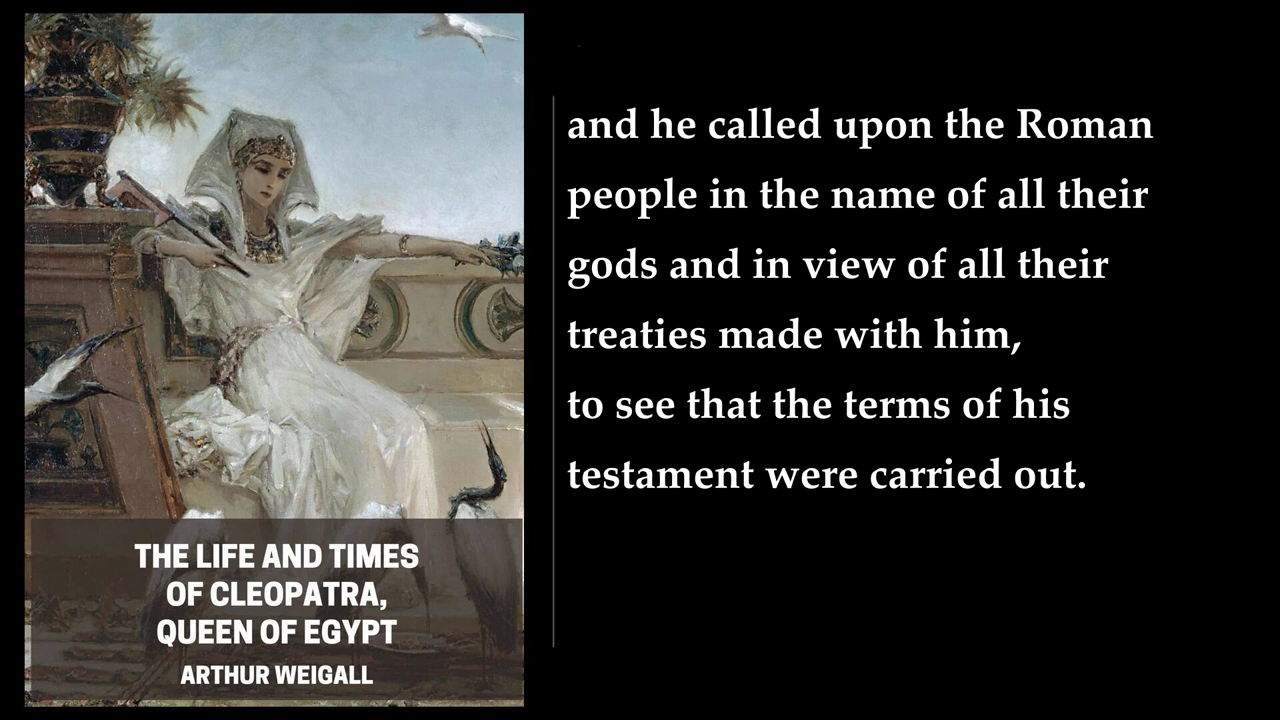 and he called upon the Roman
people in the name of all their
gods and in view of all their
treaties made with him,
to see that the terms of his
testament were carried out.
THE LIFE AND TIMES
OF CLEOPATRA,
QUEEN OF EGYPT
ARTHUR WEIGALL